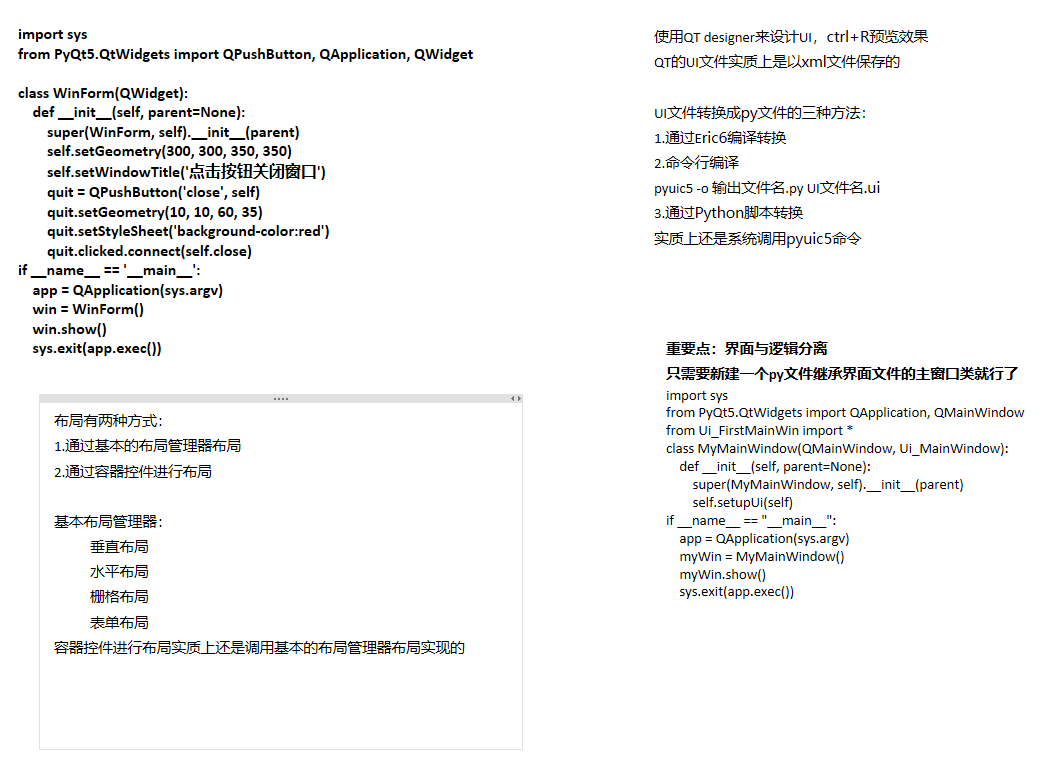 import sys
from PyQt5.QtWidgets import QPushButton, QApplication, QWidget
class WinForm(QWidget):
def __init__(self, parent=None):
super(WinForm, self).__init__(parent)
self.setGeometry(300, 300, 350, 350)
self.setWindowTitle('点击按钮关闭窗口')
quit = QPushButton('close', self)
quit.setGeometry(10, 10, 60, 35)
quit.setStyleSheet('background-color:red')
quit.clicked.connect(self.close)
if __name__ == '__main__':
app = QApplication(sys.argv)
win = WinForm()
win.show()
sys.exit(app.exec())
布局有两种方式：
1.通过基本的布局管理器布局
2.通过容器控件进行布局
基本布局管理器：
垂直布局
水平布局
栅格布局
表单布局
容器控件进行布局实质上还是调用基本的布局管理器布局实现的
使用QT designer来设计UI，ctrl+R预览效果
QT的UI文件实质上是以xml文件保存的
UI文件转换成py文件的三种方法：
1.通过Eric6编译转换
2.命令行编译
pyuic5 -o 输出文件名.py UI文件名.ui
3.通过Python脚本转换
实质上还是系统调用pyuic5命令
重要点：界面与逻辑分离
只需要新建一个py文件继承界面文件的主窗口类就行了
import sys
from PyQt5.QtWidgets import QApplication, QMainWindow
from Ui_FirstMainWin import *
class MyMainWindow(QMainWindow, Ui_MainWindow):
def __init__(self, parent=None):
super(MyMainWindow, self).__init__(parent)
self.setupUi(self)
if __name__ == "__main__":
app = QApplication(sys.argv)
myWin = MyMainWindow()
myWin.show()
sys.exit(app.exec())